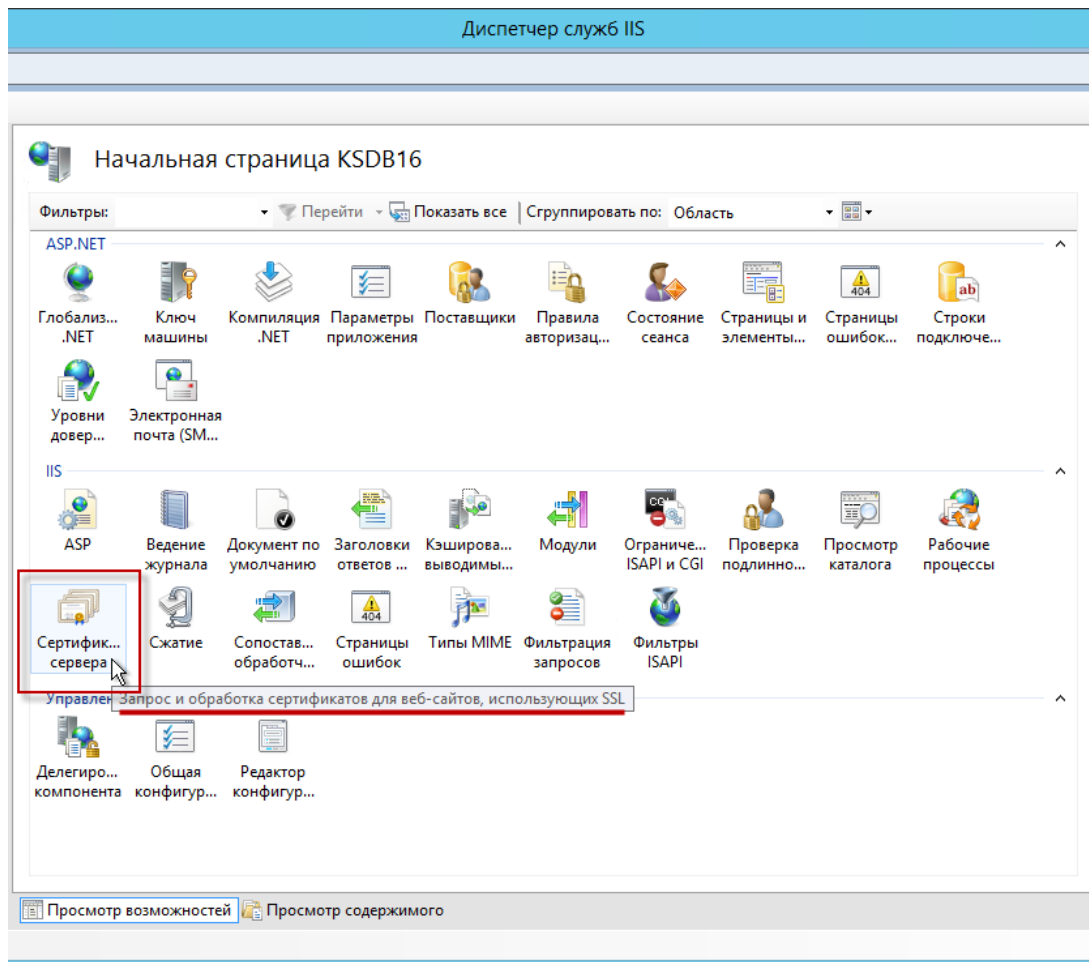 Диспетчер служб IIS
Начальная страница KSDB16
Фильтры: Перейти Показать все Сгруппировать по: Область
ASP.NET
Глобализ... Ключ Компиляция Параметры Поставщики Правила Состояние Страницы и Страницы Строки
.NET машины .NET приложения авторизац... сеанса элементы... ошибок... подключе...
Уровни Электронная
довер... почта (SM...
IIS
ASP Ведение Документ по Заголовки Кэширова... Модули Ограниче... Проверка Просмотр Рабочие
журнала умолчанию ответов ... выводимы... ISAPI и CGI подлинно... каталога процессы
Сертифик... Сжатие Сопостав... Страницы Типы MIME Фильтрация Фильтры
сервера обработч... ошибок запросов ISAPI
Управлен Запрос и обработка сертификатов для веб-сайтов, использующих SSL
Делегиро... Общая Редактор
компонента конфигур... конфигур...
Просмотр возможностей Просмотр содержимого